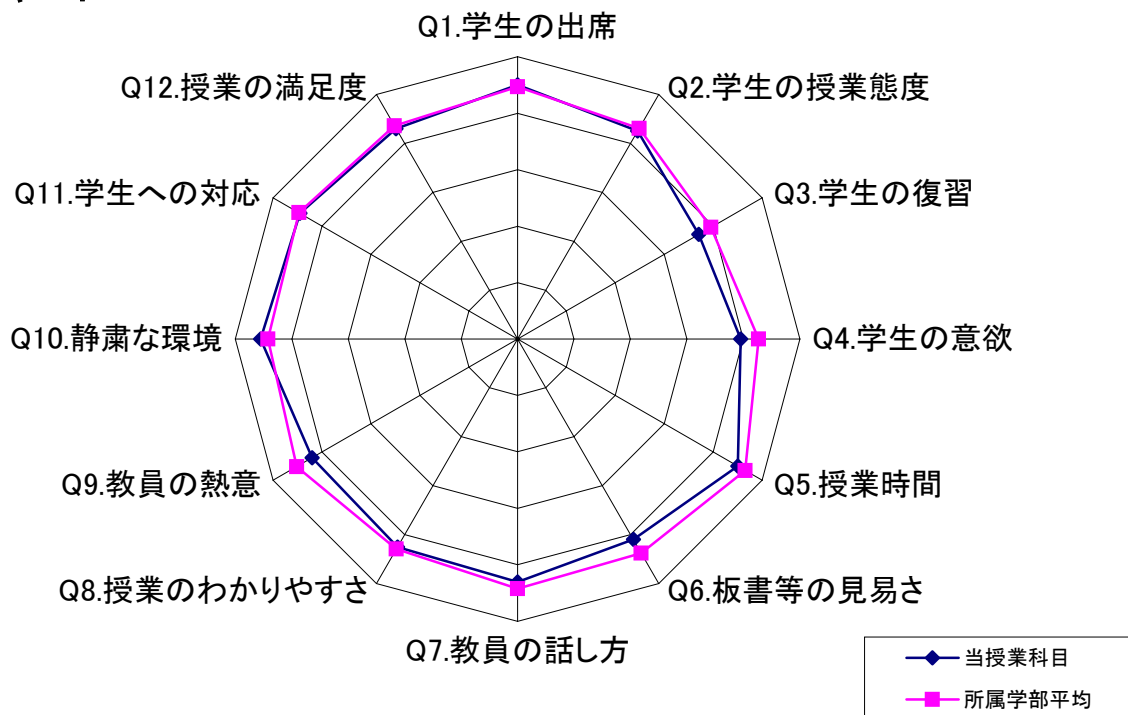 Q1.学生の出席
Q2.学生の授業態度
Q3.学生の復習
Q4.学生の意欲
Q5.授業時間
Q6.板書等の見易さ
Q7.教員の話し方
Q8.授業のわかりやすさ
Q9.教員の熱意
Q10.静粛な環境
Q11.学生への対応
Q12.授業の満足度
当授業科目
所属学部平均